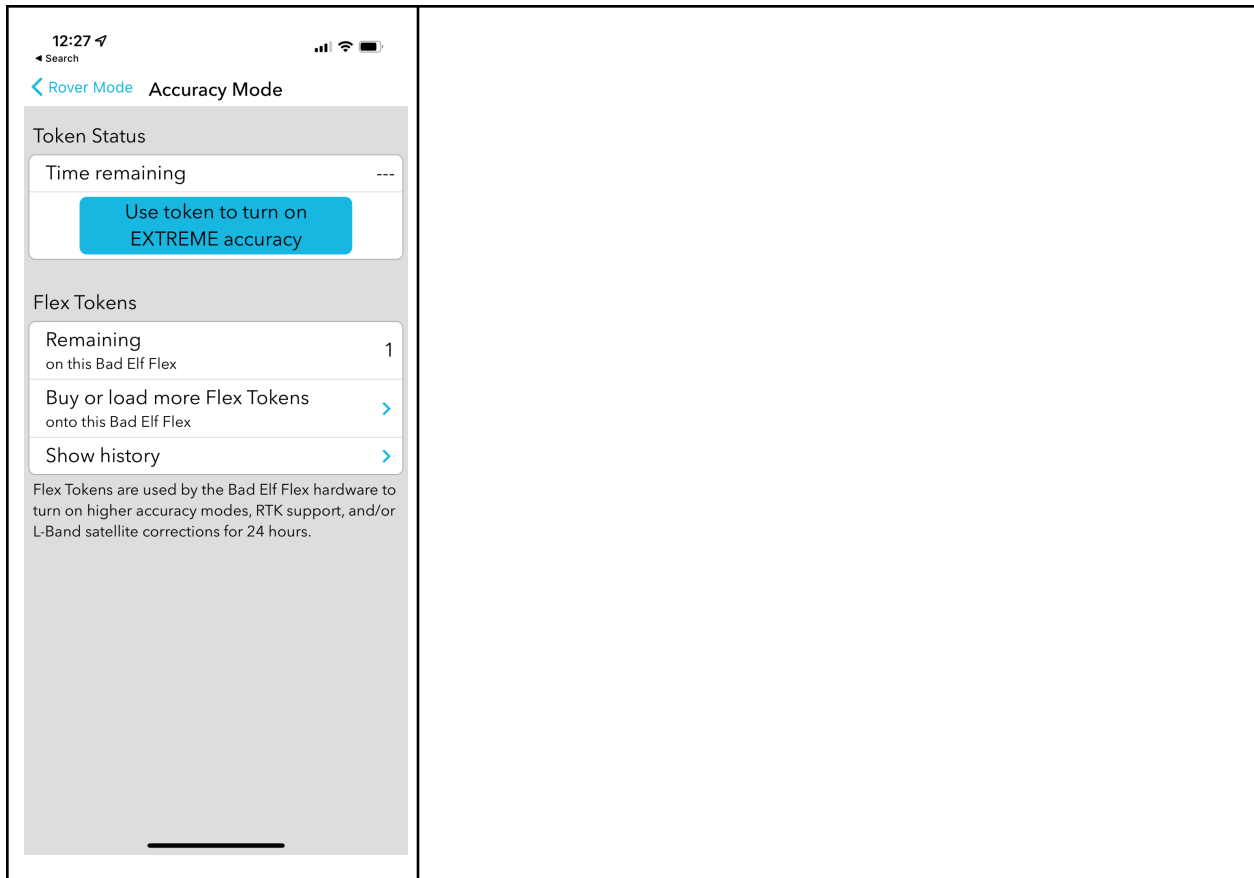 12:27
◄ Search
Rover Mode Accuracy Mode
Token Status
Time remaining ---
Use token to turn on
EXTREME accuracy
Flex Tokens
Remaining
on this Bad Elf Flex
1
Buy or load more Flex Tokens
onto this Bad Elf Flex
Show history
Flex Tokens are used by the Bad Elf Flex hardware to
turn on higher accuracy modes, RTK support, and/or
L-Band satellite corrections for 24 hours.